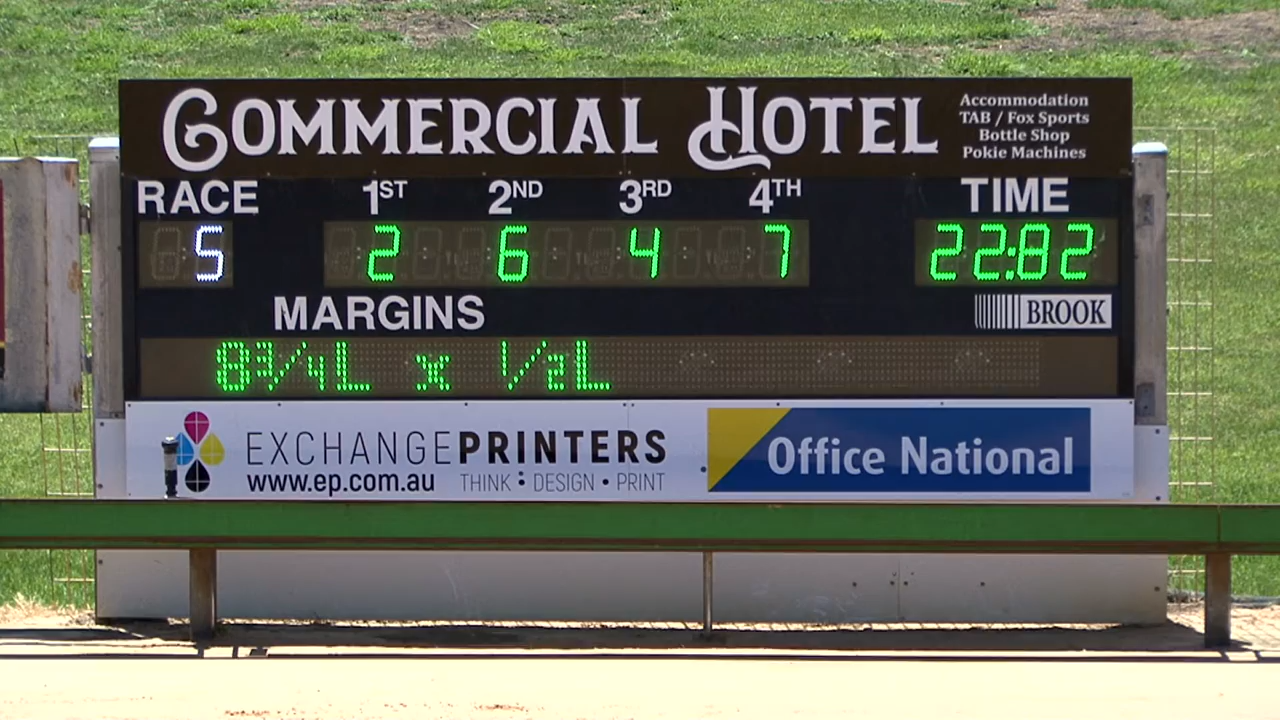 COMMERCIAL HOTEL
Accommodation
TAB / Fox Sports
Bottle Shop
Pokie Machines
RACE 1ST 2ND 3RD 4TH TIME
5 2 6 4 7 22:82
MARGINS
BROOK
8¾L x ½L
EXCHANGEPRINTERS
www.ep.com.au THINK : DESIGN • PRINT
Office National